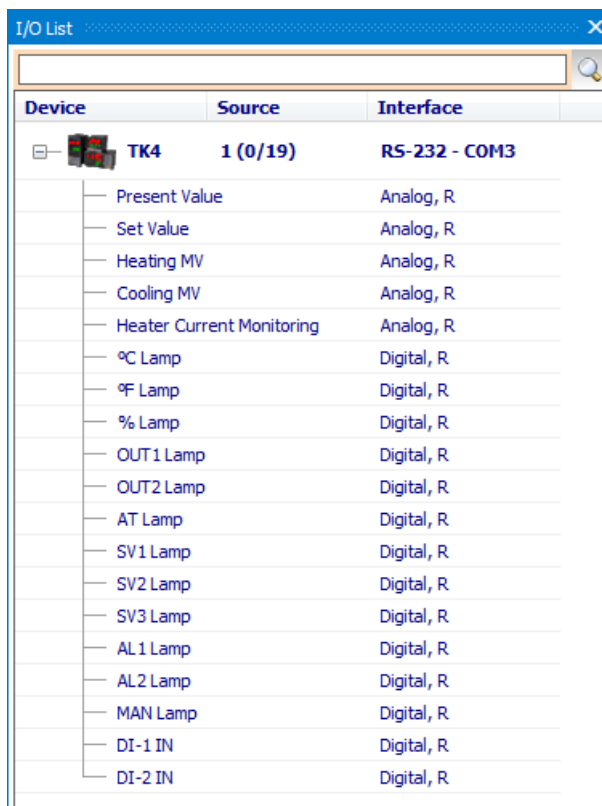 I/O List
Device Source Interface
TK4 1 (0/19) RS-232 - COM3
Present Value Analog, R
Set Value Analog, R
Heating MV Analog, R
Cooling MV Analog, R
Heater Current Monitoring Analog, R
ºC Lamp Digital, R
ºF Lamp Digital, R
% Lamp Digital, R
OUT1 Lamp Digital, R
OUT2 Lamp Digital, R
AT Lamp Digital, R
SV1 Lamp Digital, R
SV2 Lamp Digital, R
SV3 Lamp Digital, R
AL1 Lamp Digital, R
AL2 Lamp Digital, R
MAN Lamp Digital, R
DI-1 IN Digital, R
DI-2 IN Digital, R